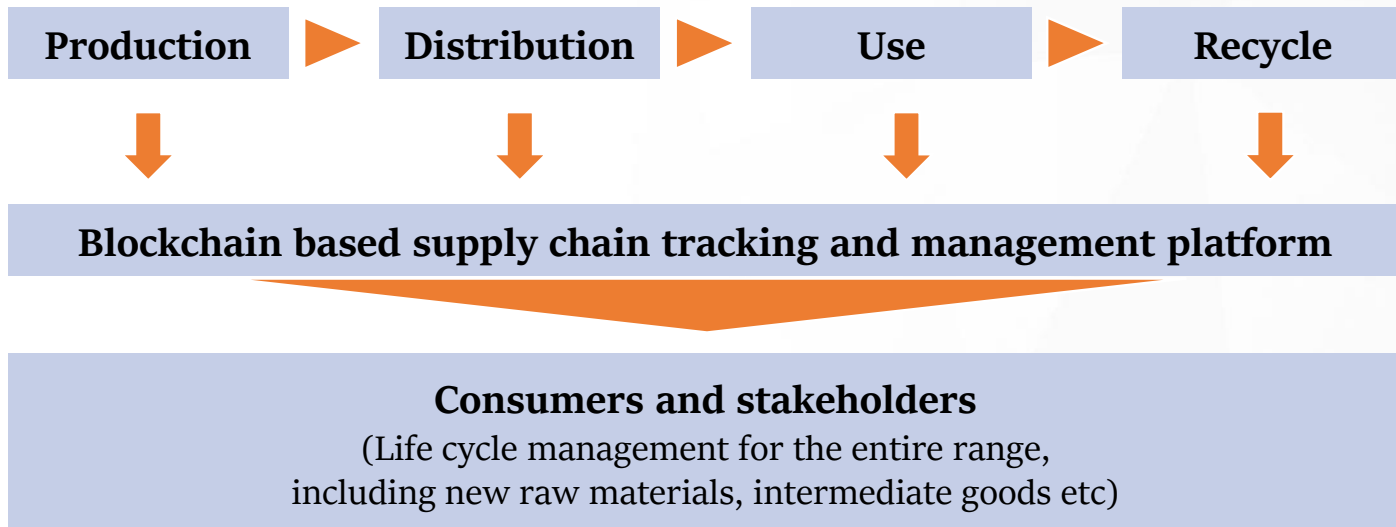 Production
Distribution
Use
Recycle
Blockchain based supply chain tracking and management platform
Consumers and stakeholders
(Life cycle management for the entire range,
including new raw materials, intermediate goods etc)